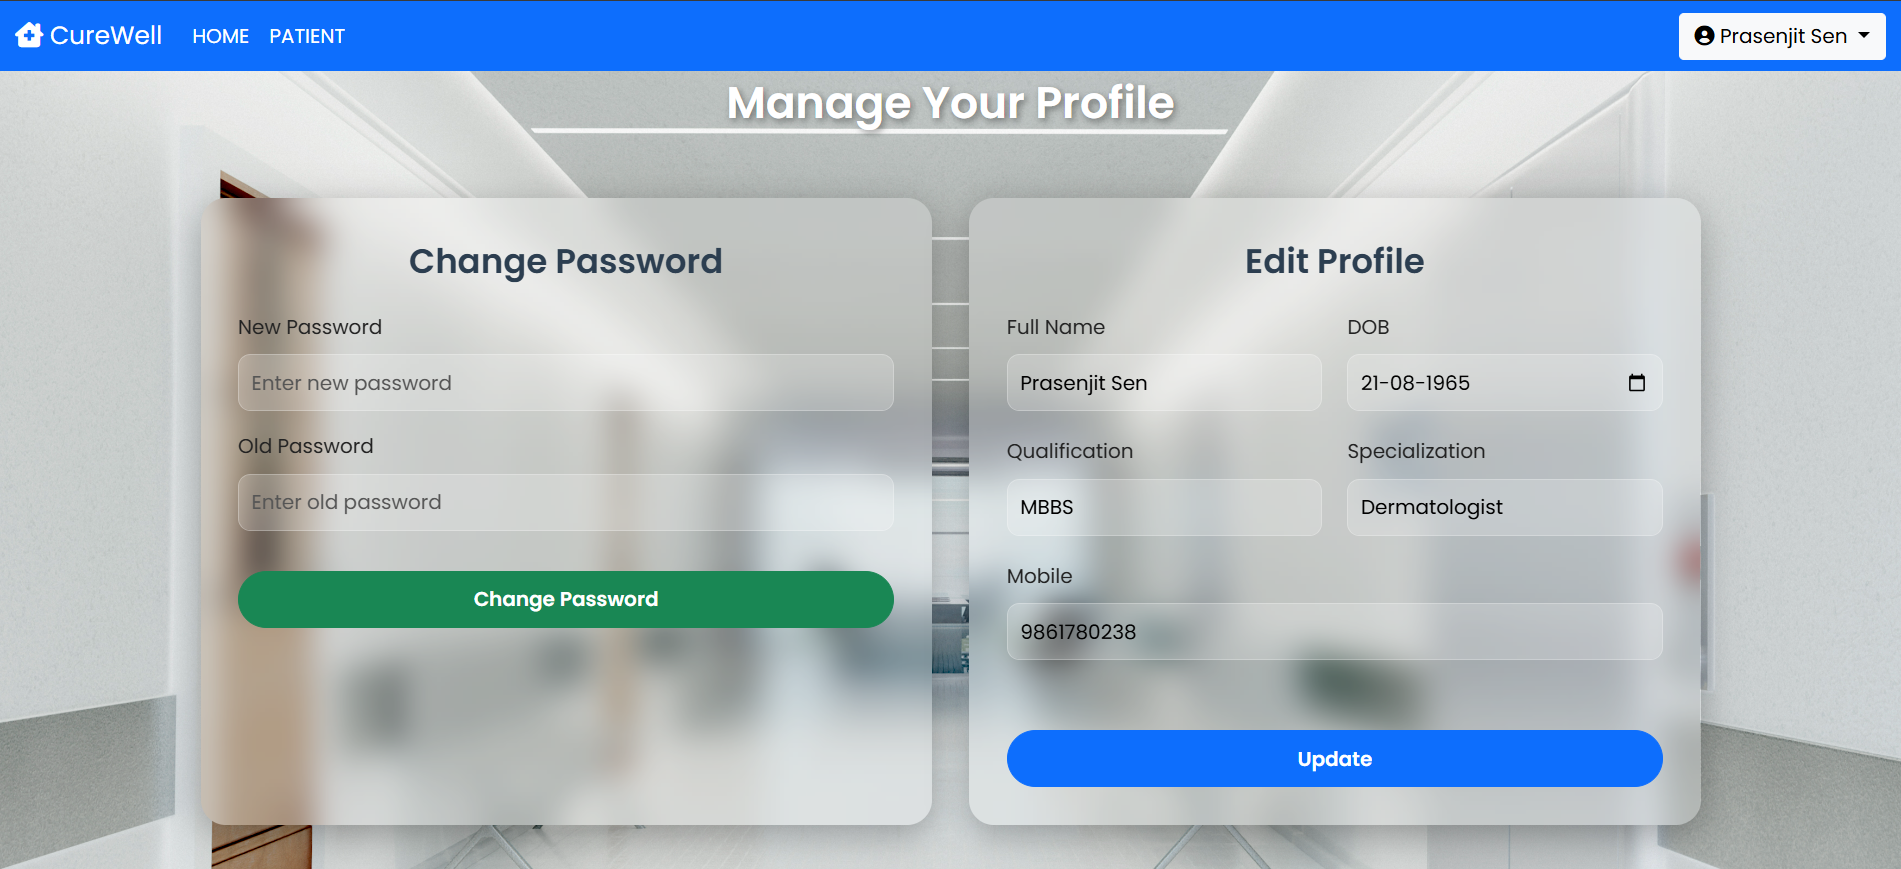 CureWell HOME PATIENT Prasenjit Sen
Manage Your Profile
Change Password
New Password
Enter new password
Old Password
Enter old password
Change Password
Edit Profile
Full Name DOB
Prasenjit Sen 21-08-1965
Qualification Specialization
MBBS Dermatologist
Mobile
9861780238
Update